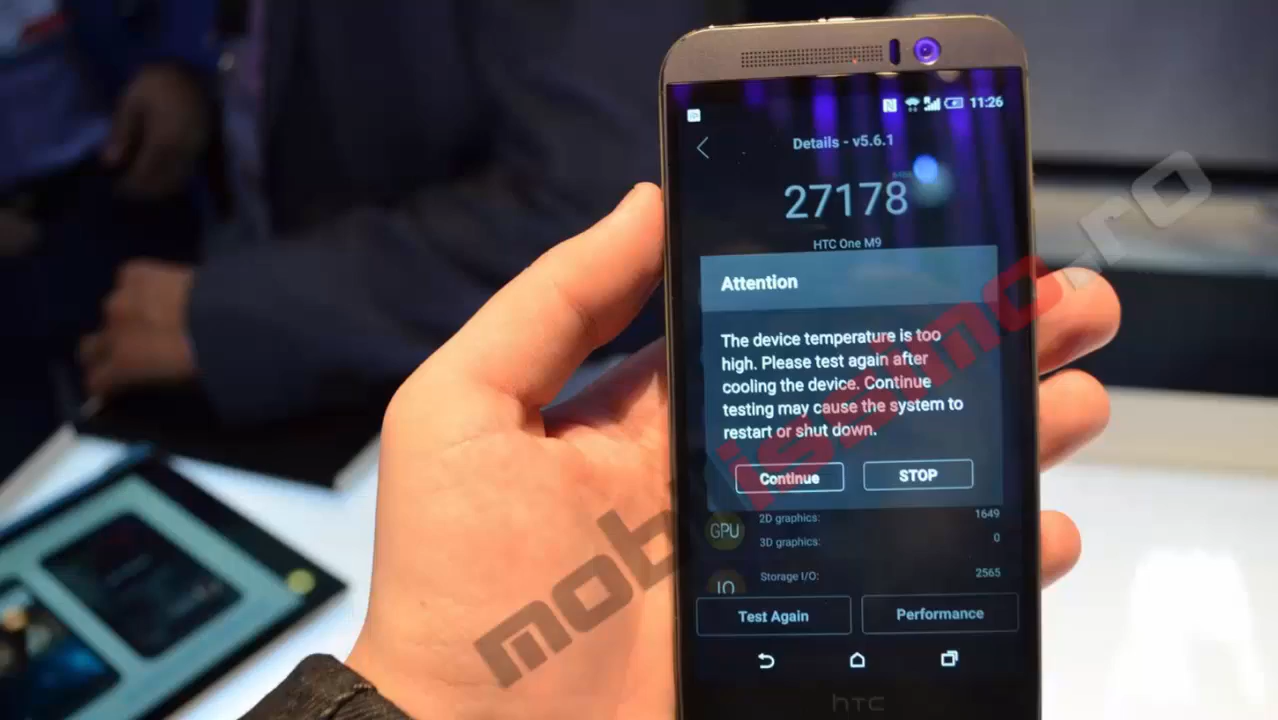 11:26
Details - v5.6.1
27178
HTC One M9
Attention
The device temperature is too
high. Please test again after
cooling the device. Continue
testing may cause the system to
restart or shut down.
Continue STOP
GPU
2D graphics: 1649
3D graphics: 0
IO
Storage I/O: 2565
Test Again Performance
hTC
mobilissimo.ro